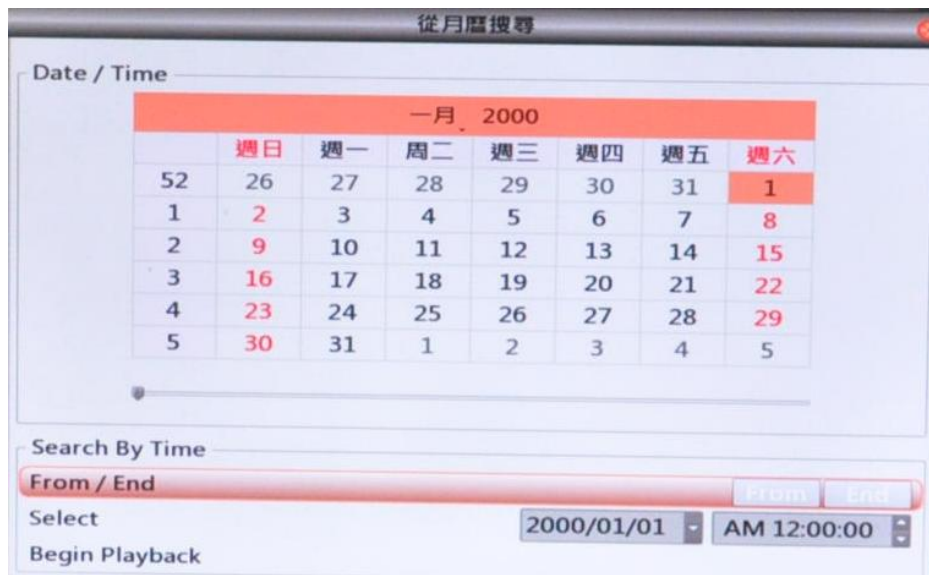 從月曆搜尋
Date / Time
一月 2000
週日 週一 周二 週三 週四 週五 週六
52 26 27 28 29 30 31 1
1 2 3 4 5 6 7 8
2 9 10 11 12 13 14 15
3 16 17 18 19 20 21 22
4 23 24 25 26 27 28 29
5 30 31 1 2 3 4 5
Search By Time
From / End From End
Select 2000/01/01 AM 12:00:00
Begin Playback